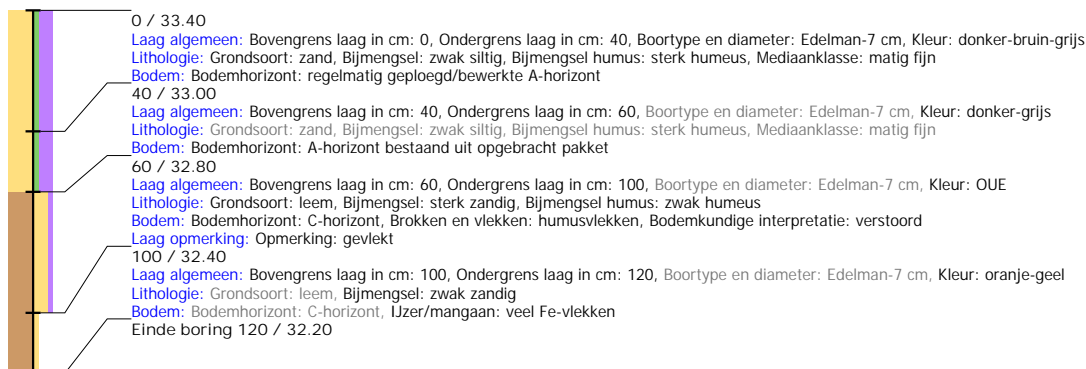 0 / 33.40
Laag algemeen: Bovengrens laag in cm: 0, Ondergrens laag in cm: 40, Boortype en diameter: Edelman-7 cm, Kleur: donker-bruin-grijs
Lithologie: Grondsoort: zand, Bijmengsel: zwak siltig, Bijmengsel humus: sterk humeus, Mediaanklasse: matig fijn
Bodem: Bodemhorizont: regelmatig geploegd/bewerkte A-horizont
40 / 33.00
Laag algemeen: Bovengrens laag in cm: 40, Ondergrens laag in cm: 60, Boortype en diameter: Edelman-7 cm, Kleur: donker-grijs
Lithologie: Grondsoort: zand, Bijmengsel: zwak siltig, Bijmengsel humus: sterk humeus, Mediaanklasse: matig fijn
Bodem: Bodemhorizont: A-horizont bestaand uit opgebracht pakket
60 / 32.80
Laag algemeen: Bovengrens laag in cm: 60, Ondergrens laag in cm: 100, Boortype en diameter: Edelman-7 cm, Kleur: OUE
Lithologie: Grondsoort: leem, Bijmengsel: sterk zandig, Bijmengsel humus: zwak humeus
Bodem: Bodemhorizont: C-horizont, Brokken en vlekken: humusvlekken, Bodemkundige interpretatie: verstoord
Laag opmerking: Opmerking: gevlekt
100 / 32.40
Laag algemeen: Bovengrens laag in cm: 100, Ondergrens laag in cm: 120, Boortype en diameter: Edelman-7 cm, Kleur: oranje-geel
Lithologie: Grondsoort: leem, Bijmengsel: zwak zandig
Bodem: Bodemhorizont: C-horizont, IJzer/mangaan: veel Fe-vlekken
Einde boring 120 / 32.20